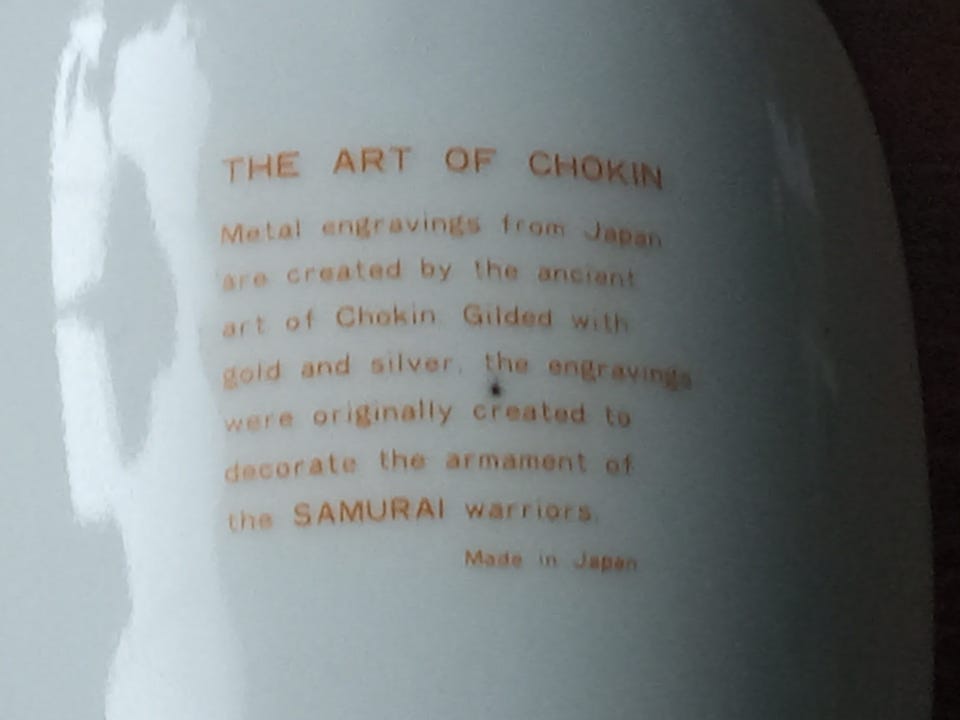 THE ART OF CHOKIN
Metal engravings from Japan
are created by the ancient
art of Chokin Gilded with
gold and silver, the engravings
were originally created to
decorate the armament of
the SAMURAI warriors.
Made in Japan